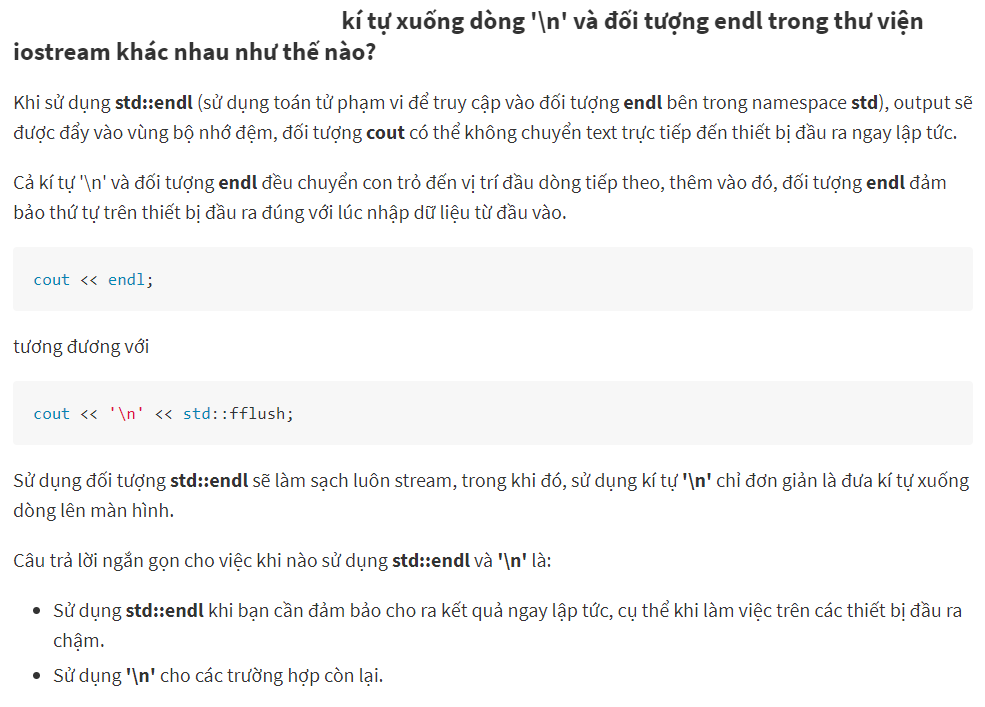 kí tự xuống dòng '\n' và đối tượng endl trong thư viện
iostream khác nhau như thế nào?
Khi sử dụng std::endl (sử dụng toán tử phạm vi để truy cập vào đối tượng endl bên trong namespace std), output sẽ
được đẩy vào vùng bộ nhớ đệm, đối tượng cout có thể không chuyển text trực tiếp đến thiết bị đầu ra ngay lập tức.
Cả kí tự '\n' và đối tượng endl đều chuyển con trỏ đến vị trí đầu dòng tiếp theo, thêm vào đó, đối tượng endl đảm
bảo thứ tự trên thiết bị đầu ra đúng với lúc nhập dữ liệu từ đầu vào.
cout << endl;
tương đương với
cout << '\n' << std::fflush;
Sử dụng đối tượng std::endl sẽ làm sạch luôn stream, trong khi đó, sử dụng kí tự '\n' chỉ đơn giản là đưa kí tự xuống
dòng lên màn hình.
Câu trả lời ngắn gọn cho việc khi nào sử dụng std::endl và '\n' là:
• Sử dụng std::endl khi bạn cần đảm bảo cho ra kết quả ngay lập tức, cụ thể khi làm việc trên các thiết bị đầu ra
chậm.
• Sử dụng '\n' cho các trường hợp còn lại.